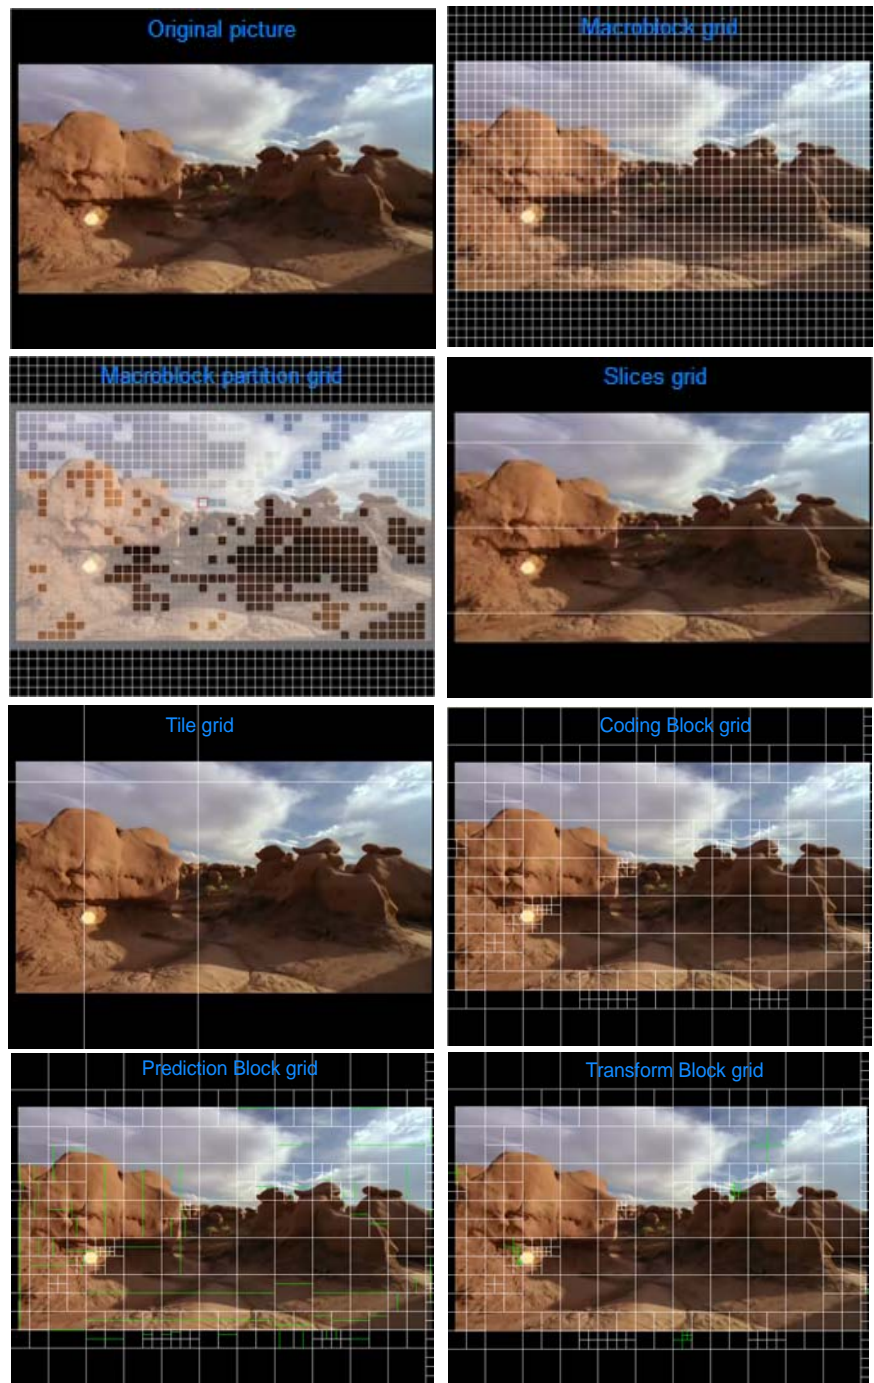 Original picture
Macroblock grid
Macroblock partition grid
Slices grid
Tile grid
Coding Block grid
Prediction Block grid
Transform Block grid